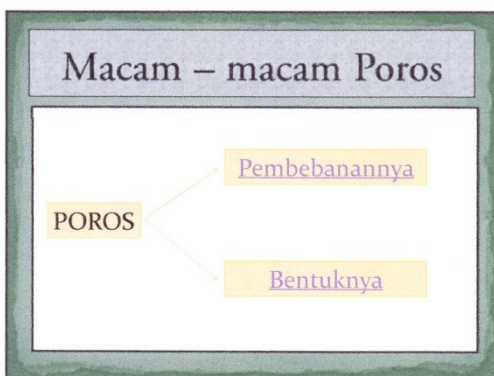 Macam – macam Poros
Pembebanannya
POROS
Bentuknya